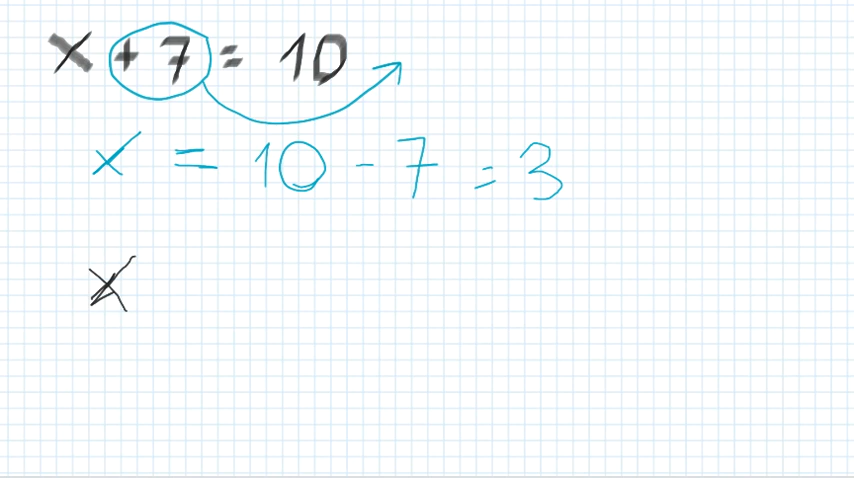 x + 7 = 10
x = 10 - 7 = 3
x